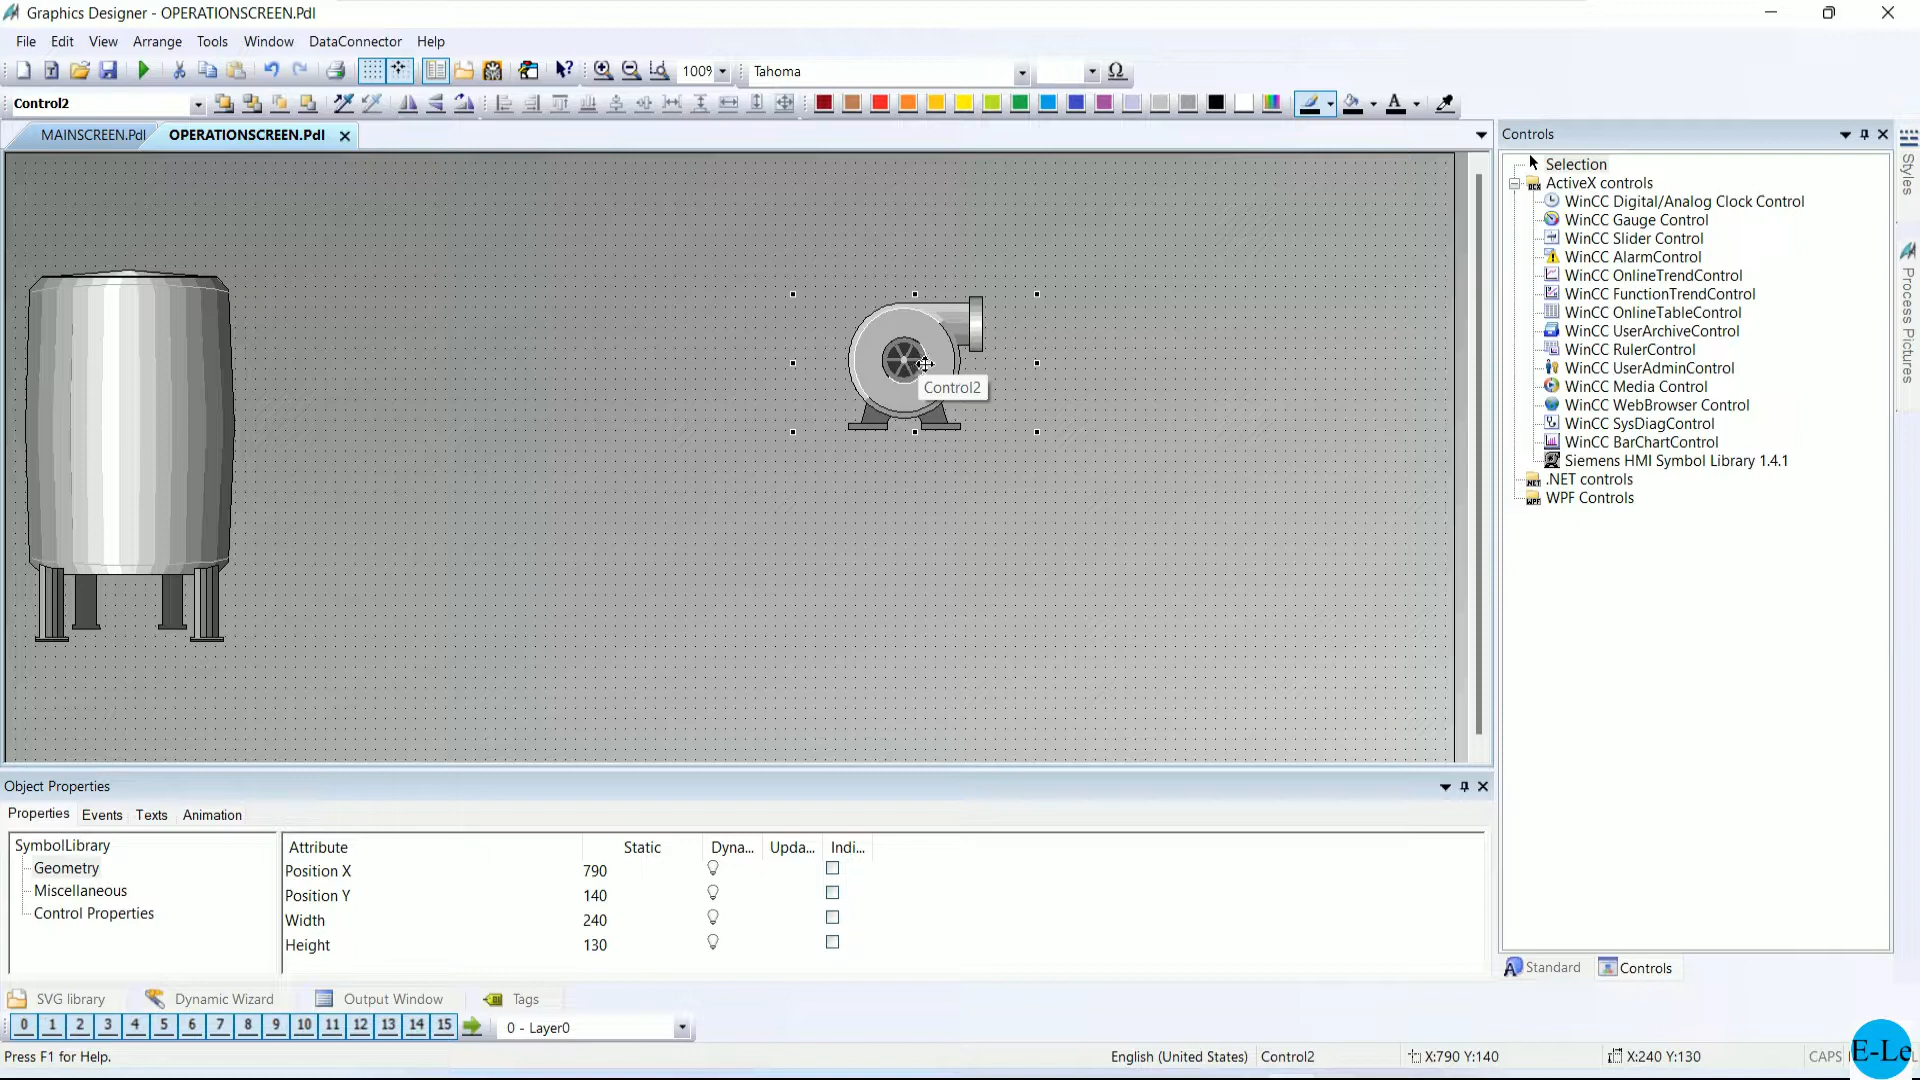 Graphics Designer - OPERATIONSCREEN.Pdl
File Edit View Arrange Tools Window DataConnector Help
100% Tahoma Ω
Control2 A
MAINSCREEN.Pdl OPERATIONSCREEN.Pdl
Control2
Object Properties
Properties Events Texts Animation
SymbolLibrary
Geometry
Miscellaneous
Control Properties
Attribute Static Dyna... Upda... Indi...
Position X 790
Position Y 140
Width 240
Height 130
SVG library Dynamic Wizard Output Window Tags
0 1 2 3 4 5 6 7 8 9 10 11 12 13 14 15 0 - Layer0
Controls
Selection
ActiveX controls
WinCC Digital/Analog Clock Control
WinCC Gauge Control
WinCC Slider Control
WinCC AlarmControl
WinCC OnlineTrendControl
WinCC FunctionTrendControl
WinCC OnlineTableControl
WinCC UserArchiveControl
WinCC RulerControl
WinCC UserAdminControl
WinCC Media Control
WinCC WebBrowser Control
WinCC SysDiagControl
WinCC BarChartControl
Siemens HMI Symbol Library 1.4.1
.NET controls
WPF Controls
Standard Controls
Styles
Process Pictures
Press F1 for Help. English (United States) Control2 X:790 Y:140 X:240 Y:130 CAPS
E-Le